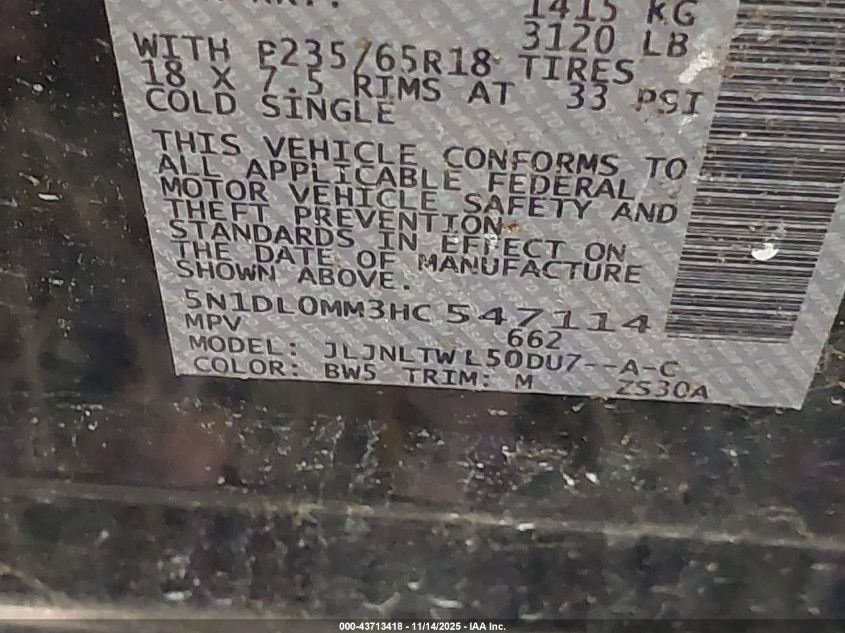 1415 KG
3120 LB
WITH P235/65R18 TIRES
18 X 7.5 RIMS AT 33 PSI
COLD SINGLE
THIS VEHICLE CONFORMS TO
ALL APPLICABLE FEDERAL
MOTOR VEHICLE SAFETY AND
THEFT PREVENTION
STANDARDS IN EFFECT ON
THE DATE OF MANUFACTURE
SHOWN ABOVE.
5N1DL0MM3HC547114
MPV 662
MODEL: JLJNLTWL50DU7--A-C
COLOR: BW5 TRIM: M ZS30A
000-43713418 - 11/14/2025 - IAA Inc.